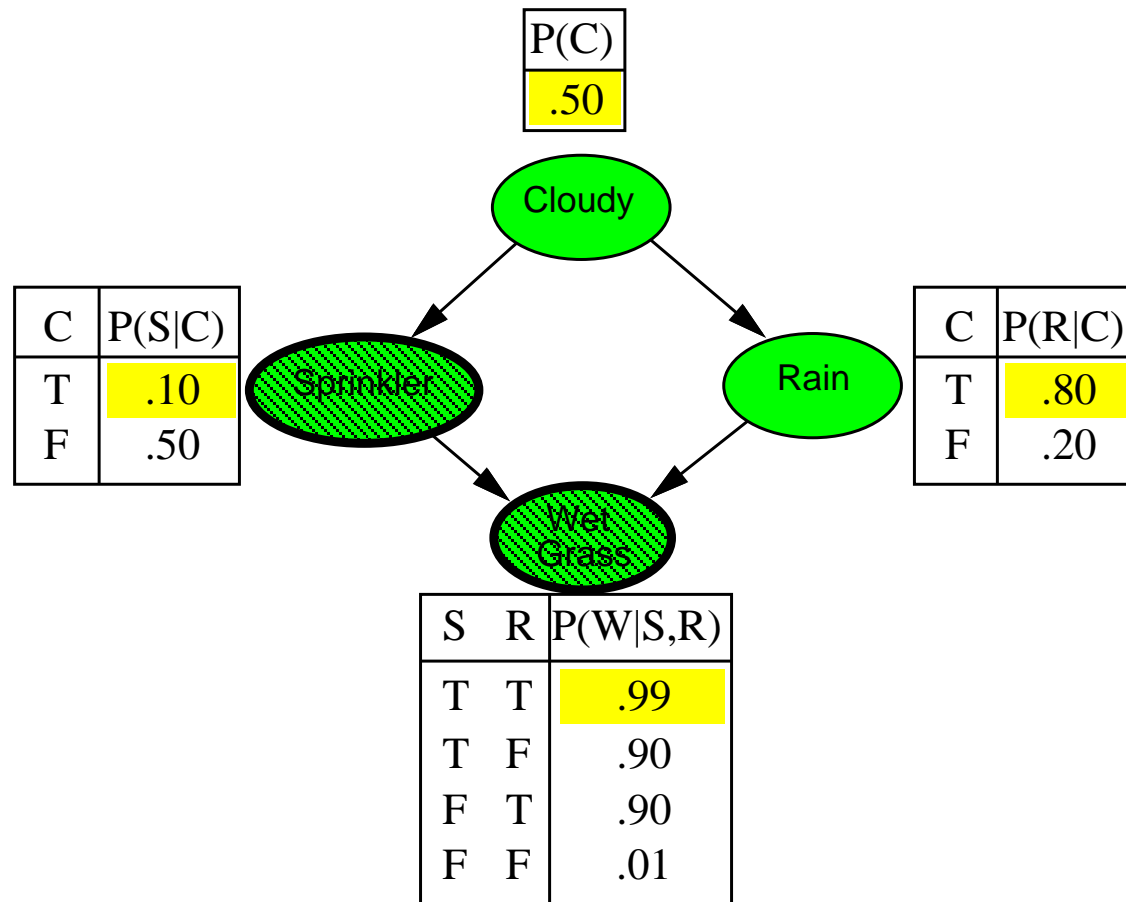 P(C)
.50
Cloudy
C P(S|C)
T .10
F .50
Sprinkler
Rain
C P(R|C)
T .80
F .20
Wet
Grass
S R P(W|S,R)
T T .99
T F .90
F T .90
F F .01